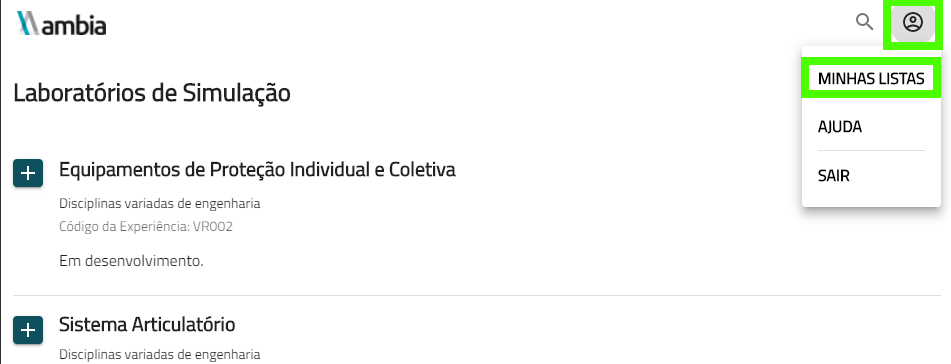 ambia
MINHAS LISTAS
Laboratórios de Simulação
AJUDA
Equipamentos de Proteção Individual e Coletiva
SAIR
Disciplinas variadas de engenharia
Código da Experiência: VR002
Em desenvolvimento.
Sistema Articulatório
Disciplinas variadas de engenharia